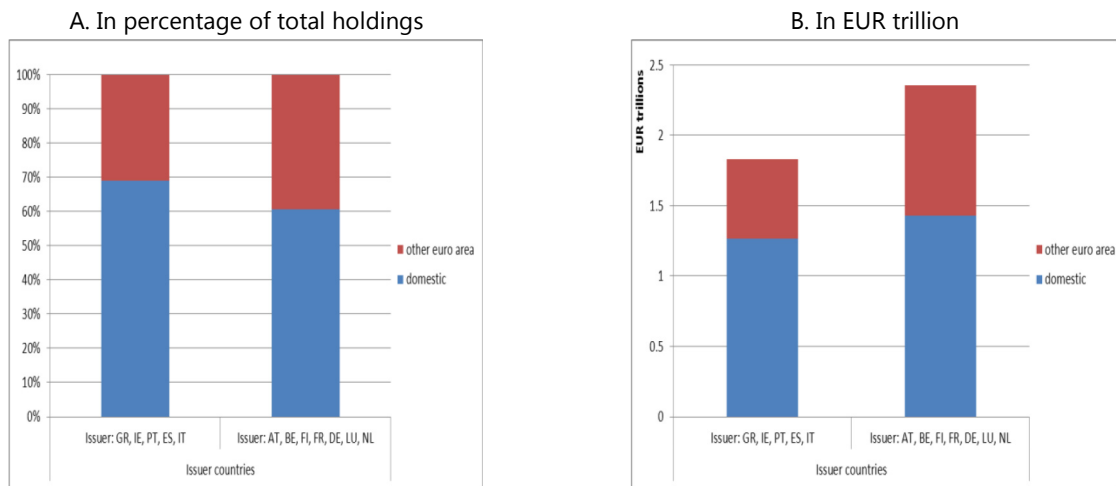 A. In percentage of total holdings
100%
90%
80%
70%
60%
50%
40%
30%
20%
10%
0%
other euro area
domestic
Issuer: GR, IE, PT, ES, IT
Issuer: AT, BE, FI, FR, DE, LU, NL
Issuer countries
B. In EUR trillion
EUR trillions
2.5
2
1.5
1
0.5
0
other euro area
domestic
Issuer: GR, IE, PT, ES, IT
Issuer: AT, BE, FI, FR, DE, LU, NL
Issuer countries